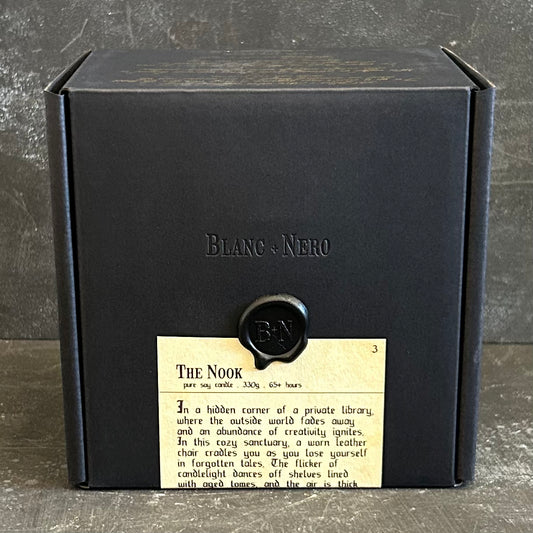 BLANC + NERO
B+N
3
THE NOOK
pure soy candle . 330g . 65+ hours
In a hidden corner of a private library,
where the outside world fades away
and an abundance of creativity ignites.
In this cozy sanctuary, a worn leather
chair cradles you as you lose yourself
in forgotten tales. The flicker of
candlelight dances off shelves lined
with aged tomes, and the air is thick